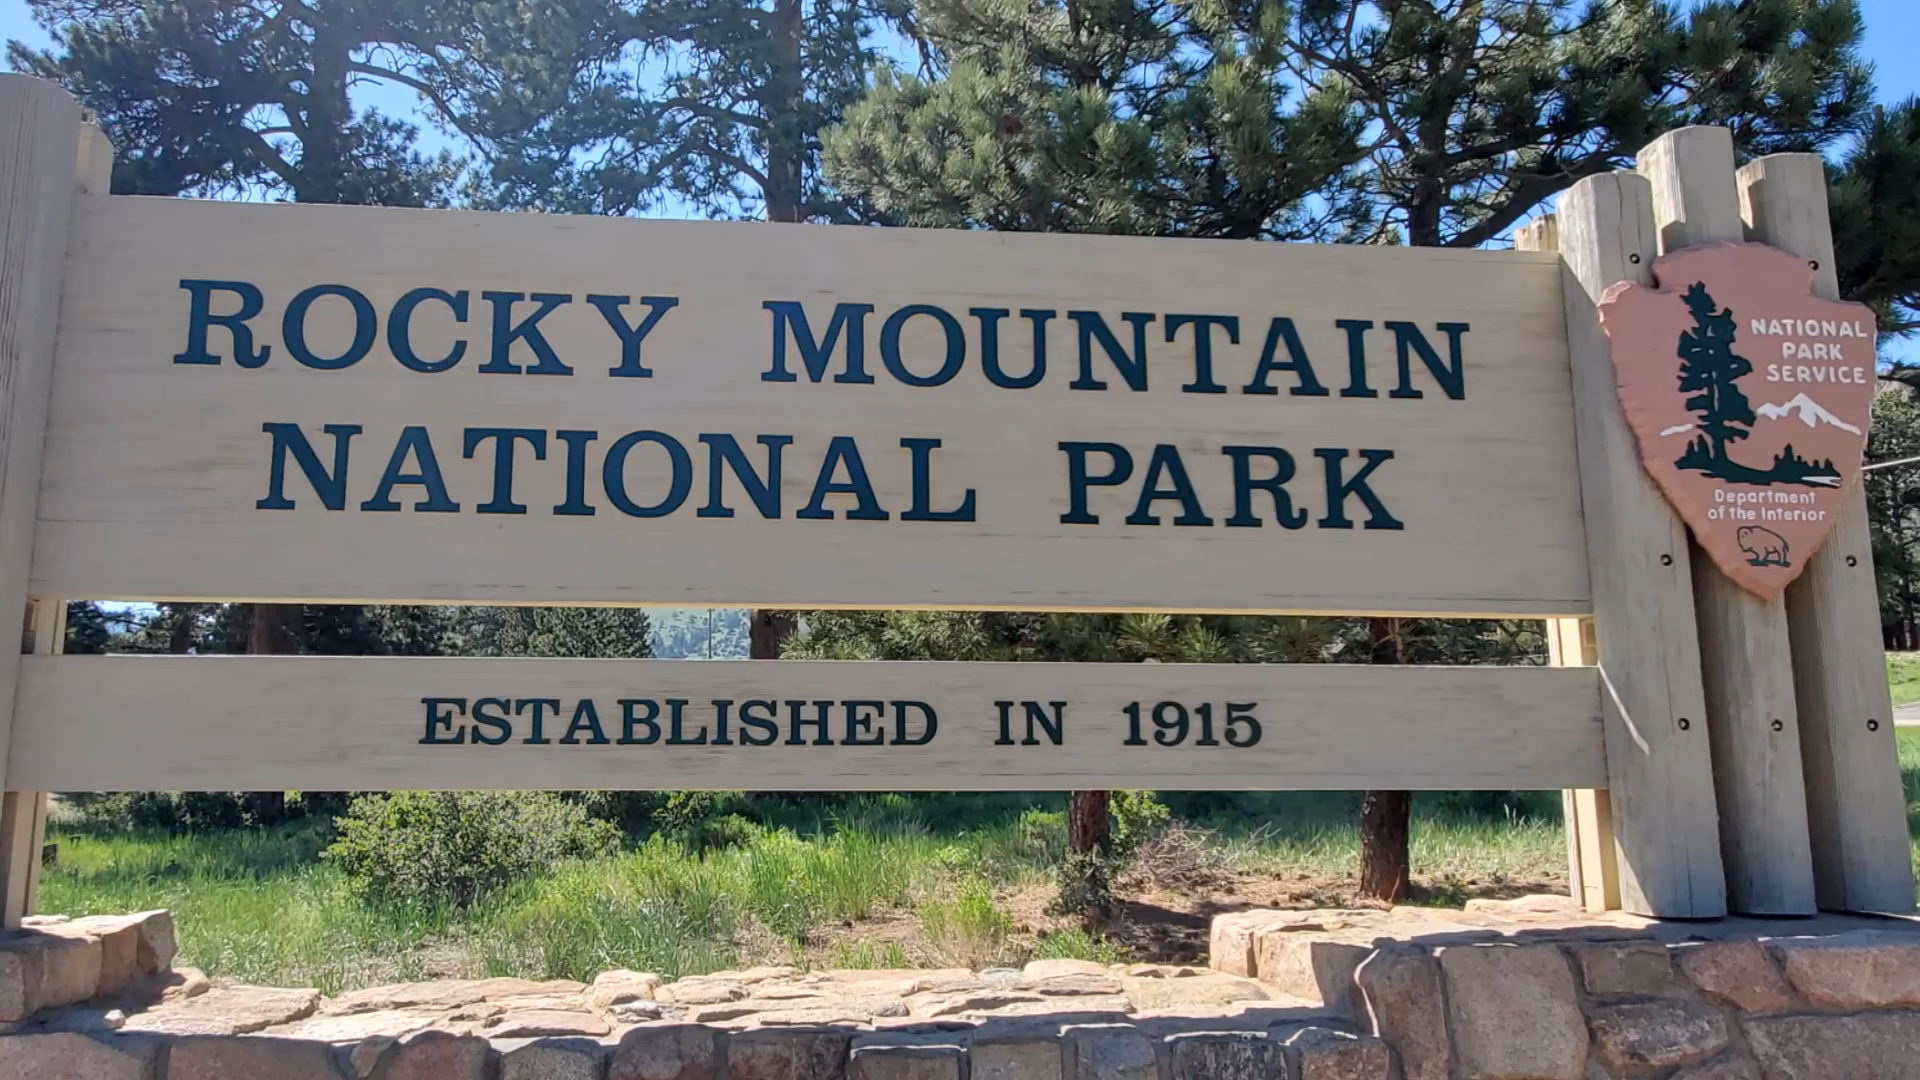 ROCKY MOUNTAIN
NATIONAL PARK
ESTABLISHED IN 1915
NATIONAL
PARK
SERVICE
Department
of the Interior